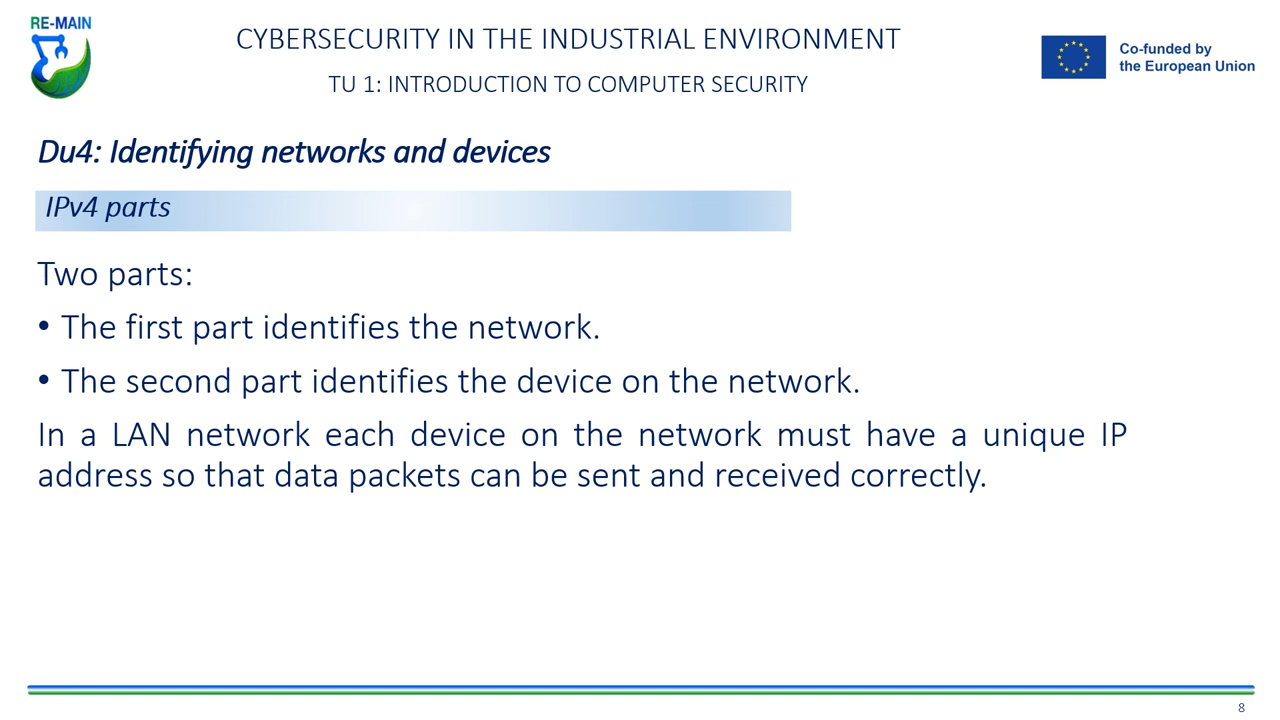 RE-MAIN
CYBERSECURITY IN THE INDUSTRIAL ENVIRONMENT
TU 1: INTRODUCTION TO COMPUTER SECURITY
Co-funded by
the European Union
Du4: Identifying networks and devices
IPv4 parts
Two parts:
• The first part identifies the network.
• The second part identifies the device on the network.
In a LAN network each device on the network must have a unique IP
address so that data packets can be sent and received correctly.
8